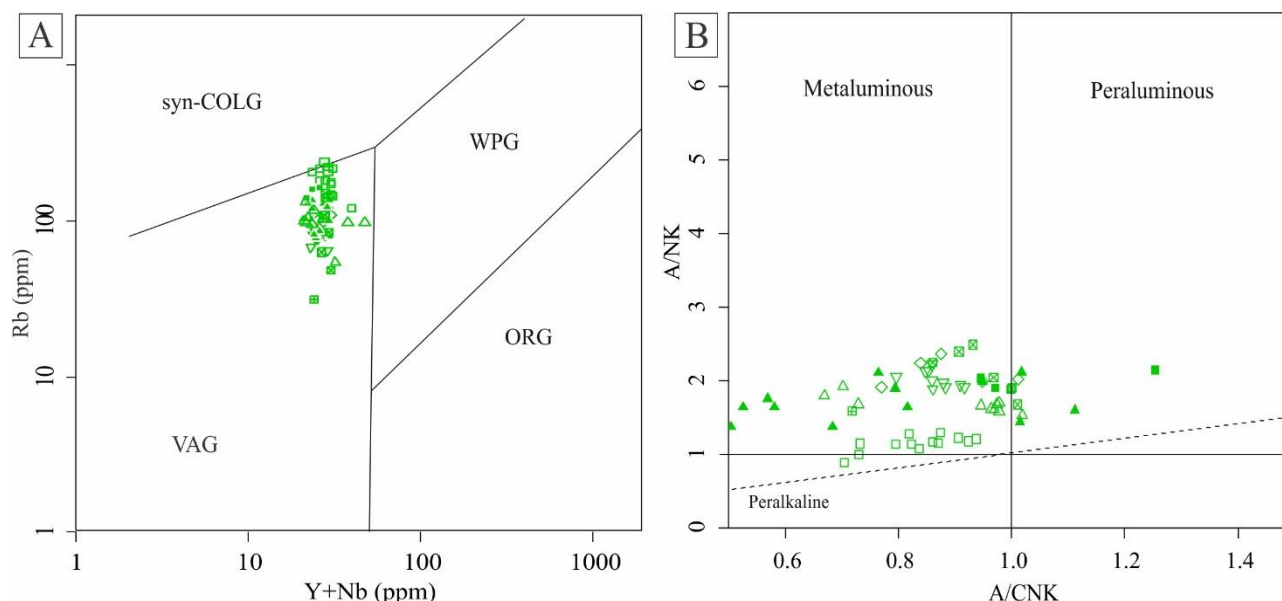 A
syn-COLG
WPG
ORG
VAG
Rb (ppm)
100
10
1
1
10
100
1000
Y+Nb (ppm)
B
Metaluminous
Peraluminous
Peralkaline
A/NK
6
5
4
3
2
1
0
0.6
0.8
1.0
1.2
1.4
A/CNK